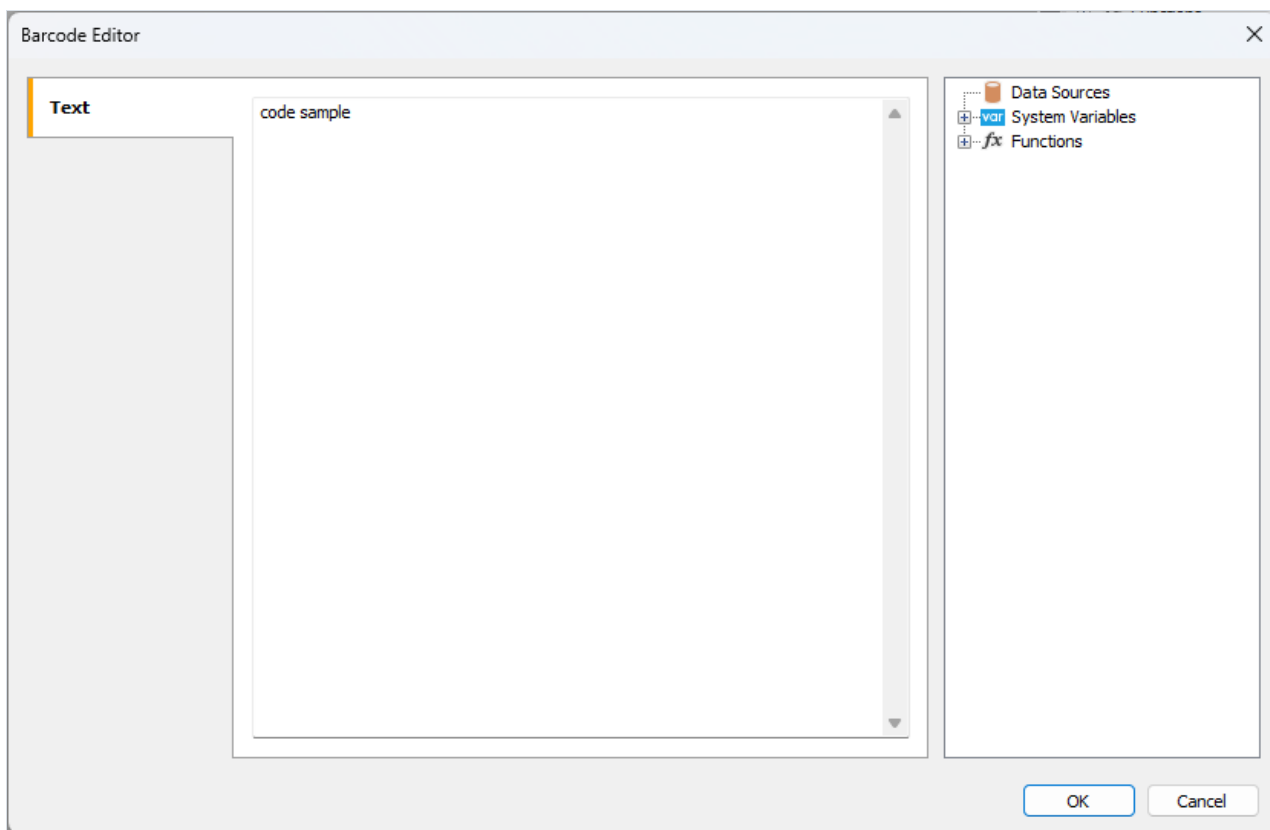 Barcode Editor
Text
code sample
Data Sources
var System Variables
fx Functions
OK
Cancel